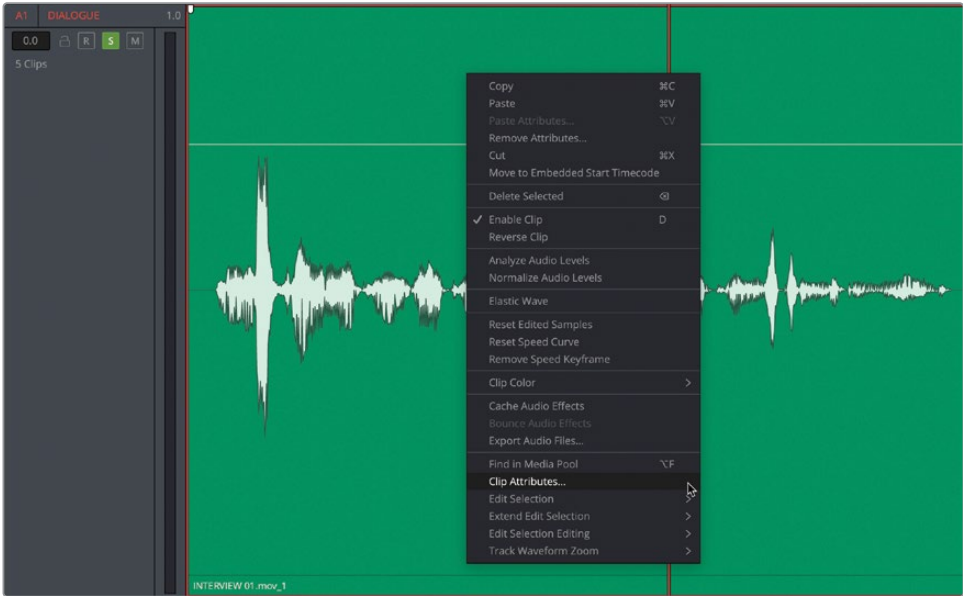 A1 DIALOGUE 1.0
0.0 R S M
5 Clips
Copy ⌘C
Paste ⌘V
Paste Attributes... ⌥V
Remove Attributes...
Cut ⌘X
Move to Embedded Start Timecode
Delete Selected ⌫
Enable Clip D
Reverse Clip
Analyze Audio Levels
Normalize Audio Levels
Elastic Wave
Reset Edited Samples
Reset Speed Curve
Remove Speed Keyframe
Clip Color
Cache Audio Effects
Bounce Audio Effects
Export Audio Files...
Find in Media Pool ⌥F
Clip Attributes...
Edit Selection
Extend Edit Selection
Edit Selection Editing
Track Waveform Zoom
INTERVIEW 01.mov_1